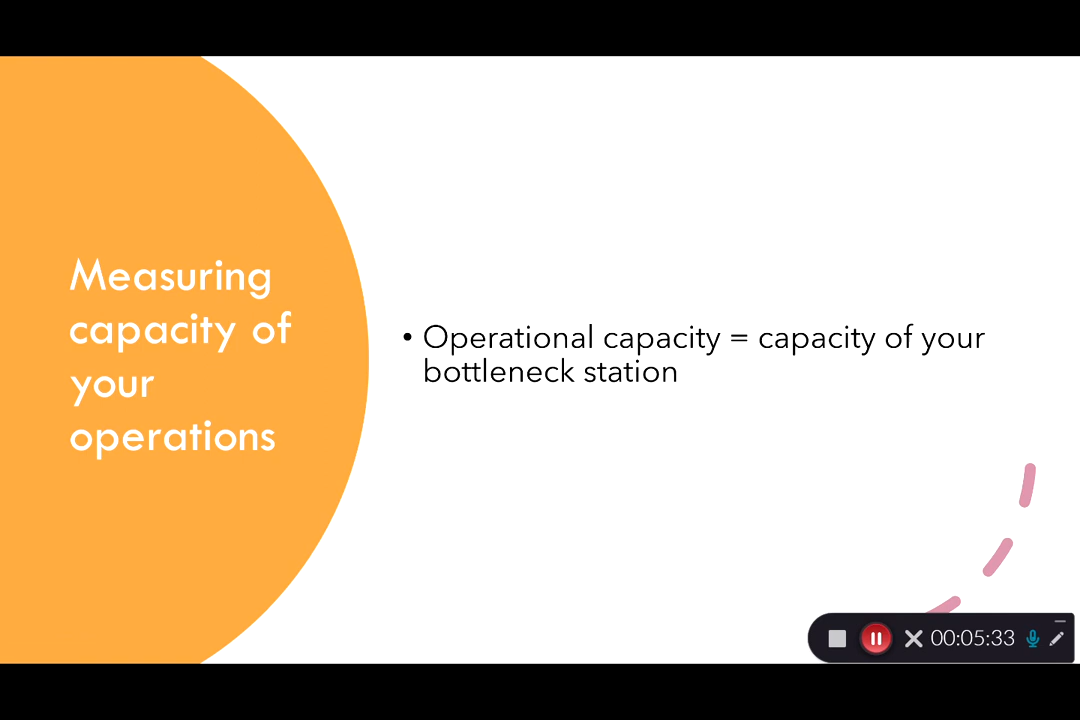 Measuring
capacity of
your
operations
• Operational capacity = capacity of your
bottleneck station
00:05:33